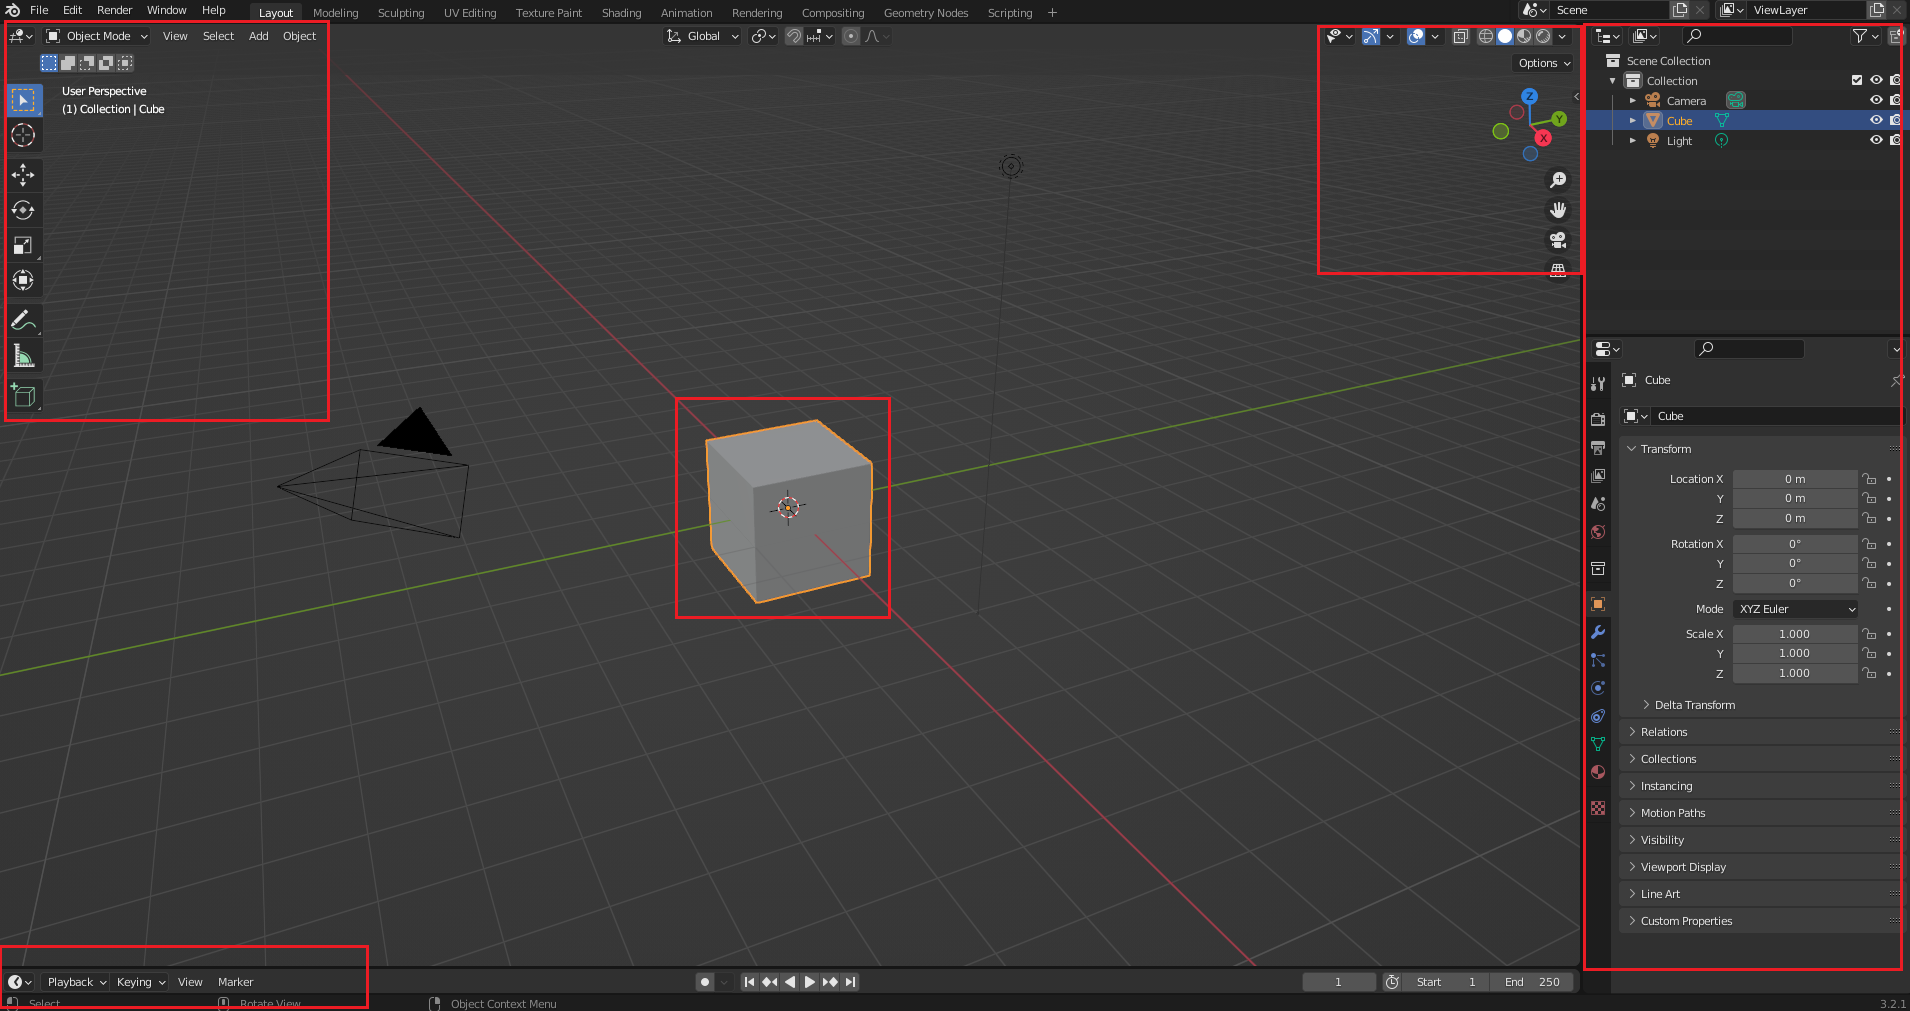 File Edit Render Window Help Layout Modeling Sculpting UV Editing Texture Paint Shading Animation Rendering Compositing Geometry Nodes Scripting + Scene ViewLayer
Object Mode View Select Add Object Global
Options
User Perspective
(1) Collection | Cube
Z
Y
X
Scene Collection
Collection
Camera
Cube
Light
Cube
Cube
Transform
Location X 0 m
Y 0 m
Z 0 m
Rotation X 0°
Y 0°
Z 0°
Mode XYZ Euler
Scale X 1.000
Y 1.000
Z 1.000
Delta Transform
Relations
Collections
Instancing
Motion Paths
Visibility
Viewport Display
Line Art
Custom Properties
Playback Keying View Marker 1 Start 1 End 250
Select Rotate View Object Context Menu 3.2.1